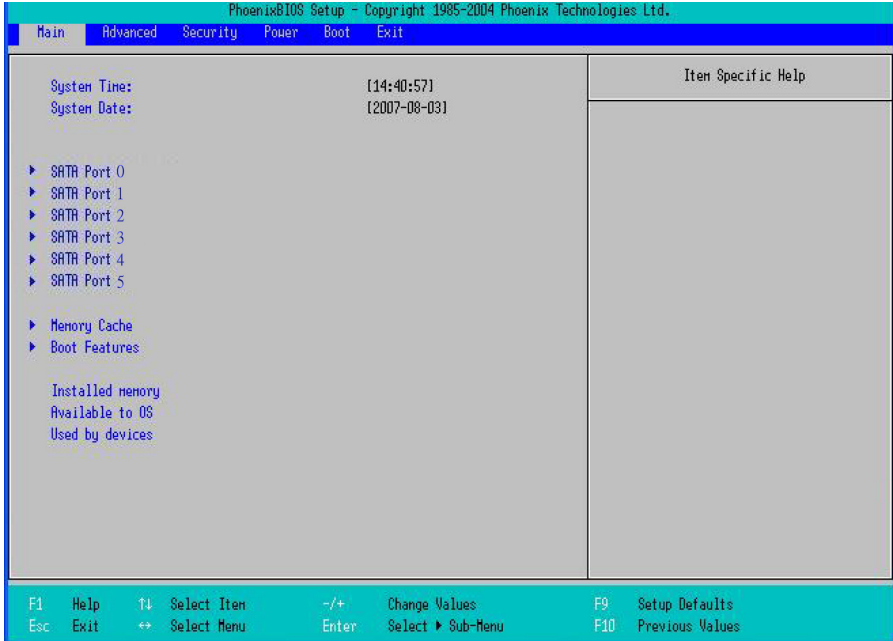 PhoenixBIOS Setup - Copyright 1985-2004 Phoenix Technologies Ltd.
Main Advanced Security Power Boot Exit
Item Specific Help
System Time: [14:40:57]
System Date: [2007-08-03]
SATA Port 0
SATA Port 1
SATA Port 2
SATA Port 3
SATA Port 4
SATA Port 5
Memory Cache
Boot Features
Installed memory
Available to OS
Used by devices
F1 Help ↑↓ Select Item -/+ Change Values F9 Setup Defaults
Esc Exit ↔ Select Menu Enter Select ▶ Sub-Menu F10 Previous Values